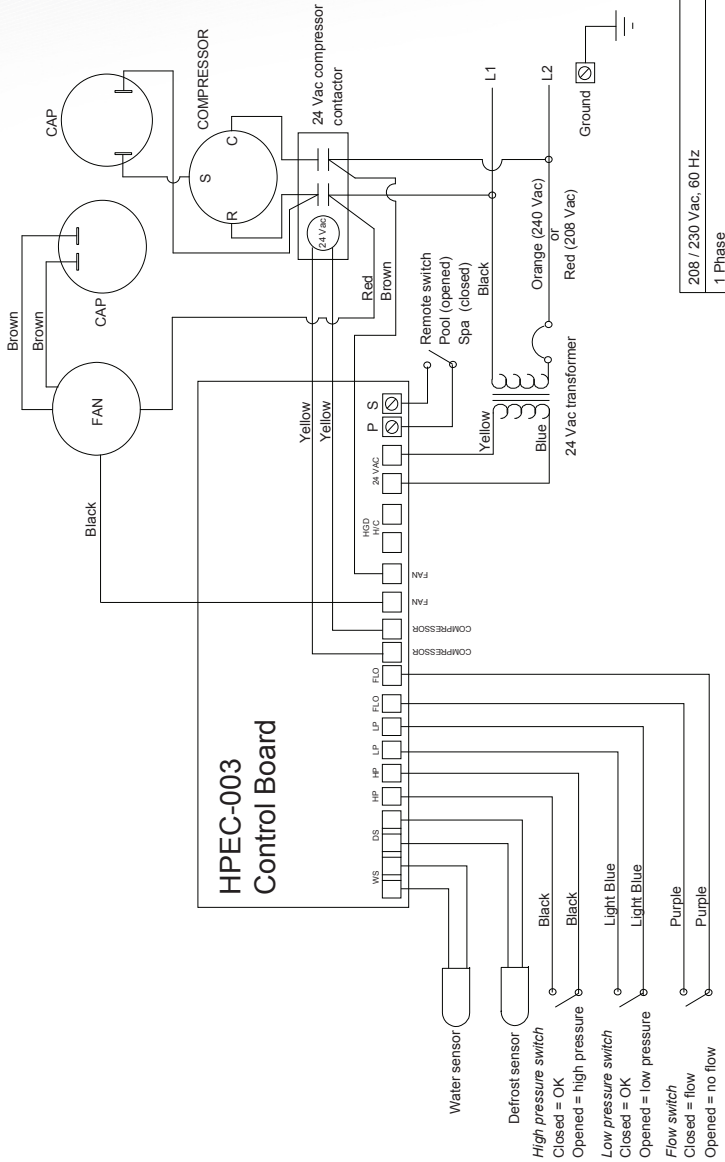 CAP
COMPRESSOR
S
R
C
CAP
Brown
Brown
FAN
24 Vac compressor
contactor
24 Vac
Red
Brown
Black
Yellow
Yellow
Remote switch
Pool (opened)
Spa (closed)
Black
L1
L2
Ground
Orange (240 Vac)
or
Red (208 Vac)
Yellow
Blue
24 Vac transformer
208 / 230 Vac, 60 Hz
1 Phase
HPEC-003
Control Board
WS
DS
HP
HP
LP
LP
FLO
FLO
COMPRESSOR
COMPRESSOR
FAN
FAN
HGD
H/C
24 VAC
P
S
Water sensor
Defrost sensor
High pressure switch
Closed = OK
Opened = high pressure
Black
Black
Low pressure switch
Closed = OK
Opened = low pressure
Light Blue
Light Blue
Flow switch
Closed = flow
Opened = no flow
Purple
Purple